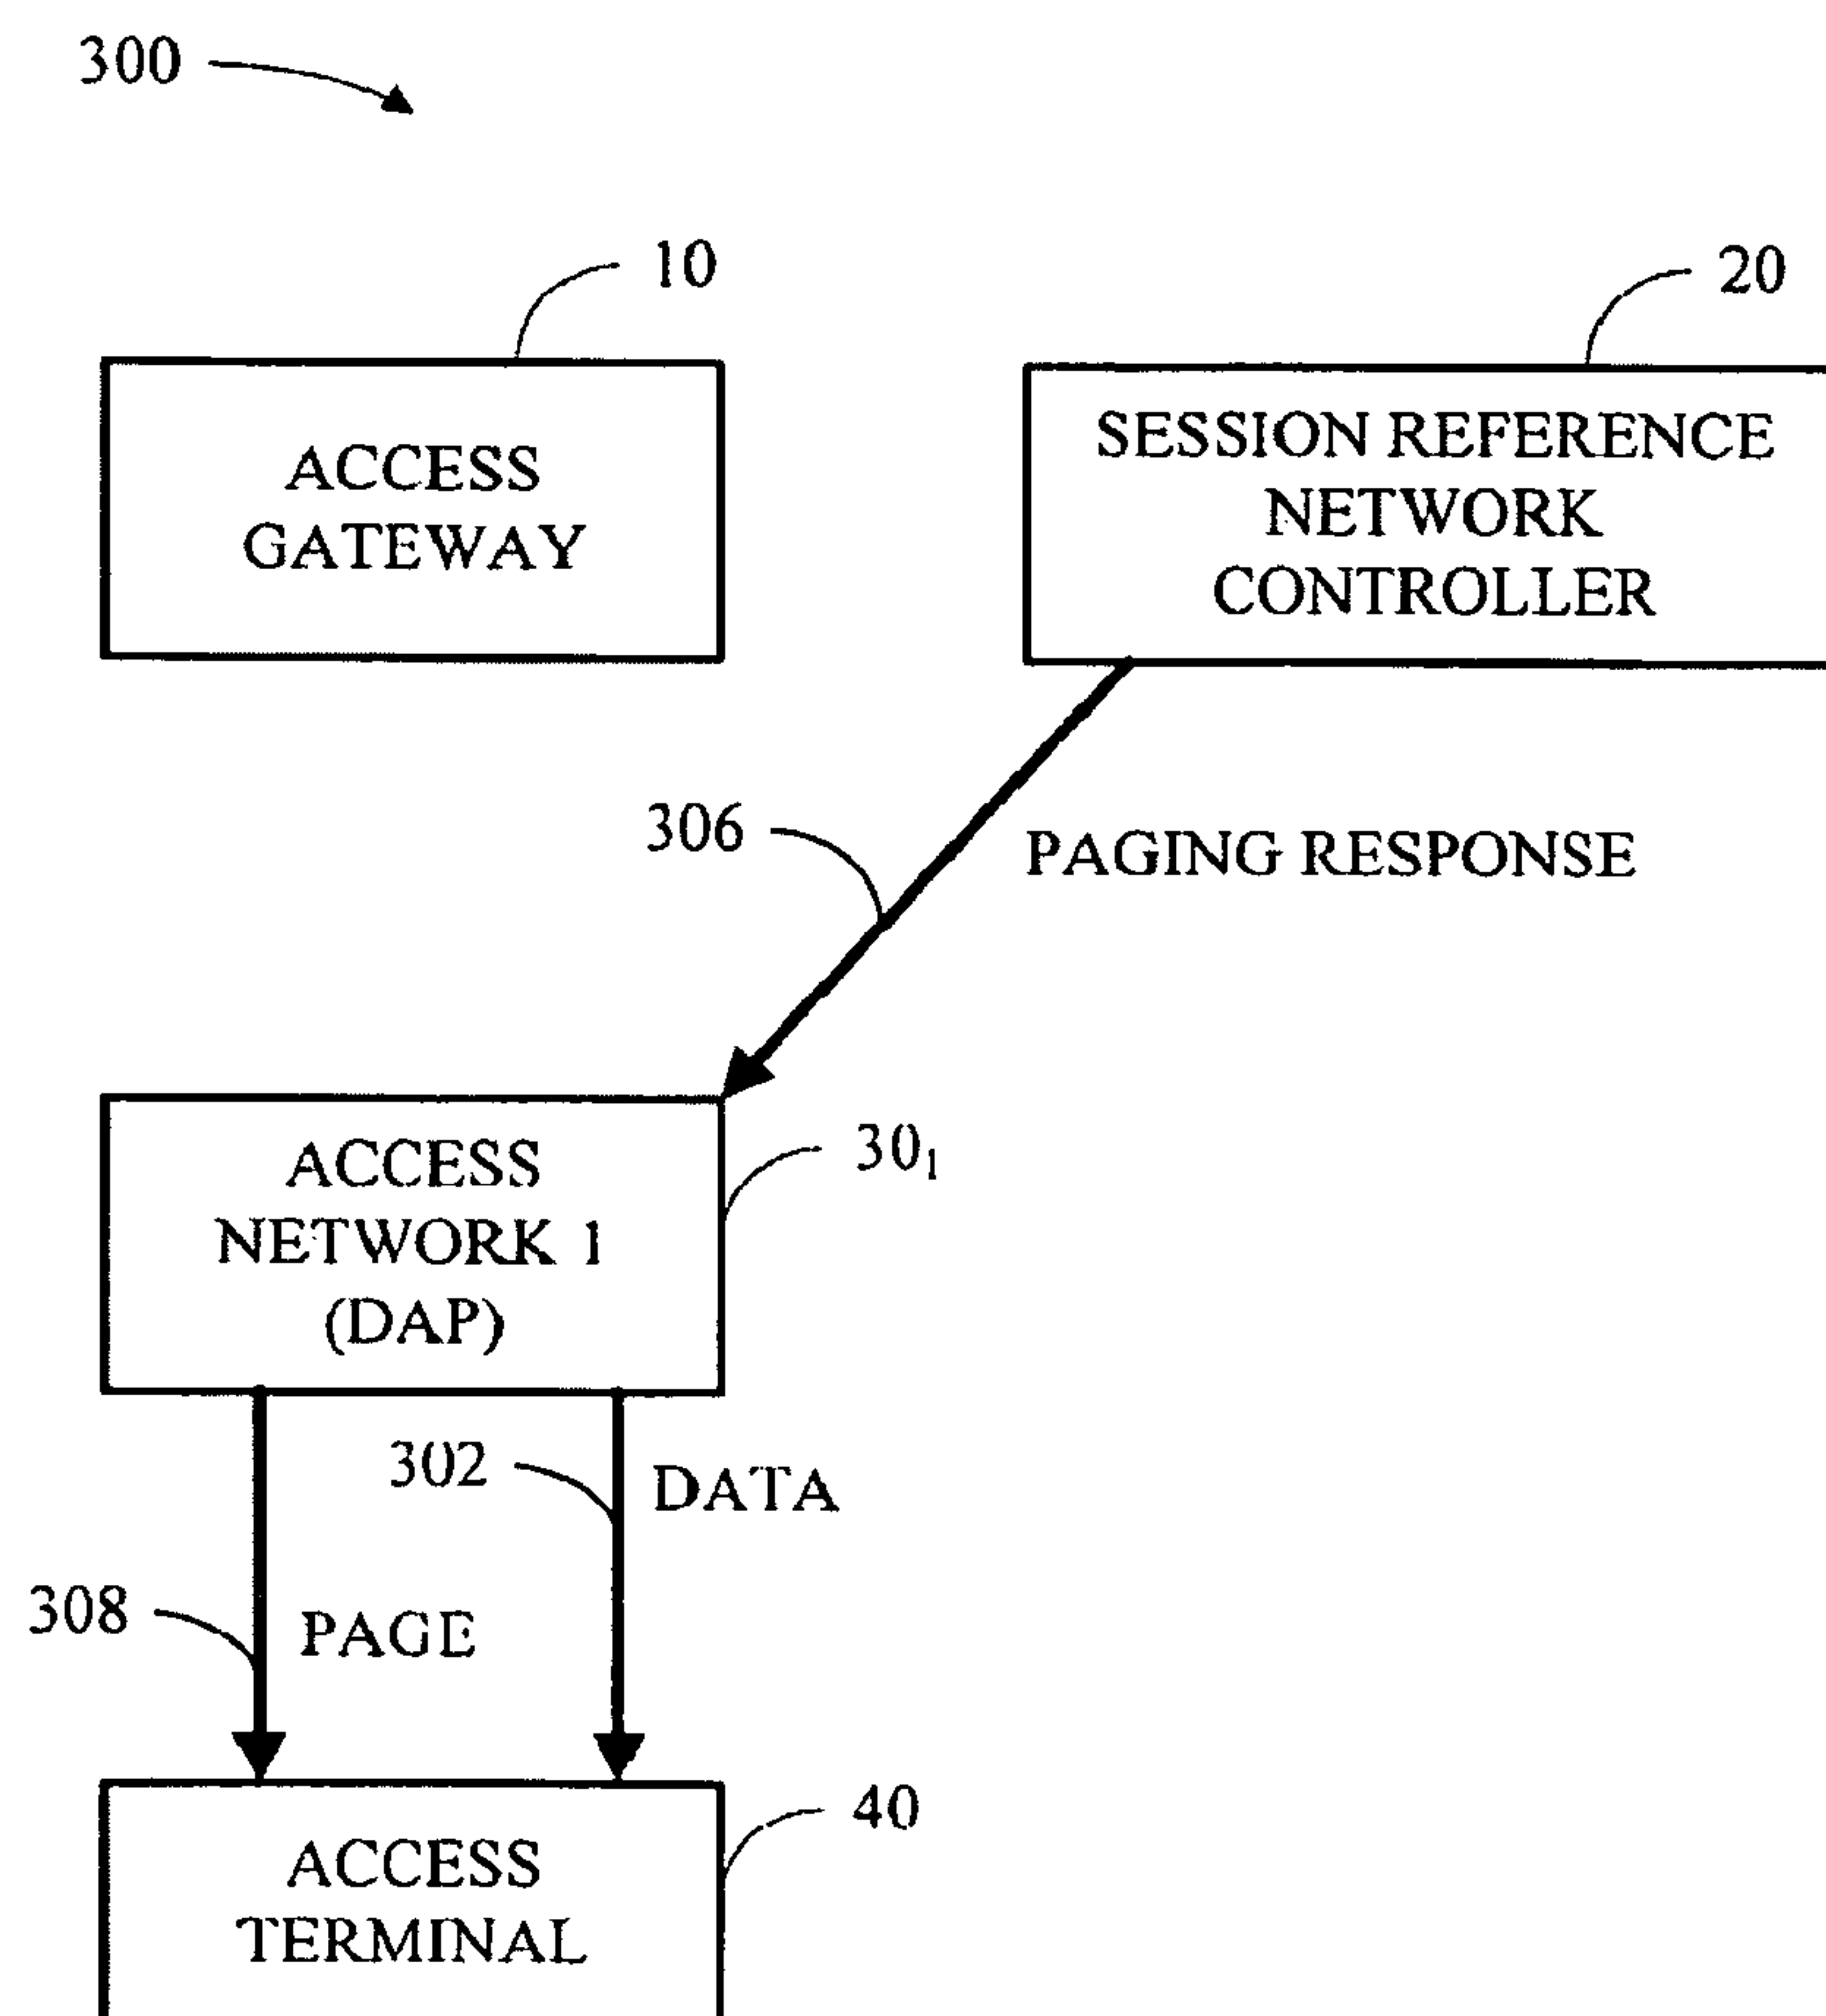 300
10
20
ACCESS
GATEWAY
SESSION REFERENCE
NETWORK
CONTROLLER
306
PAGING RESPONSE
30₁
ACCESS
NETWORK 1
(DAP)
302
DATA
308
PAGE
40
ACCESS
TERMINAL